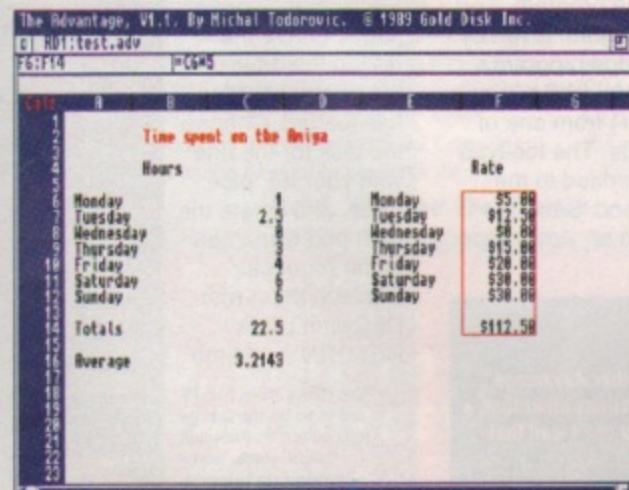 The Advantage, V1.1. By Michal Todorovic. © 1989 Gold Disk Inc.
RD1:test.adv
F6:F14 =C6*5
Calc A B C D E F G
1
2 Time spent on the Amiga
3
4 Hours Rate
5
6 Monday Monday $5.00
7 Tuesday 2.5 Tuesday $12.50
8 Wednesday Wednesday $0.00
9 Thursday Thursday $15.00
10 Friday 4 Friday $20.00
11 Saturday 6 Saturday $30.00
12 Sunday 6 Sunday $30.00
13
14 Totals 22.5 $112.50
15
16 Average 3.2143
17
18
19
20
21
22
23